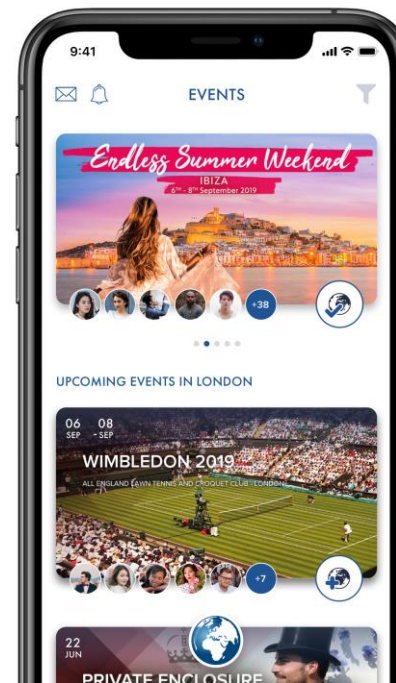 9:41
EVENTS
Endless Summer Weekend
IBIZA
6TH - 8TH September 2019
+38
UPCOMING EVENTS IN LONDON
06 08
SEP - SEP
WIMBLEDON 2019
ALL ENGLAND LAWN TENNIS AND CROQUET CLUB - LONDON
+7
22
JUN
PRIVATE ENCLOSURE